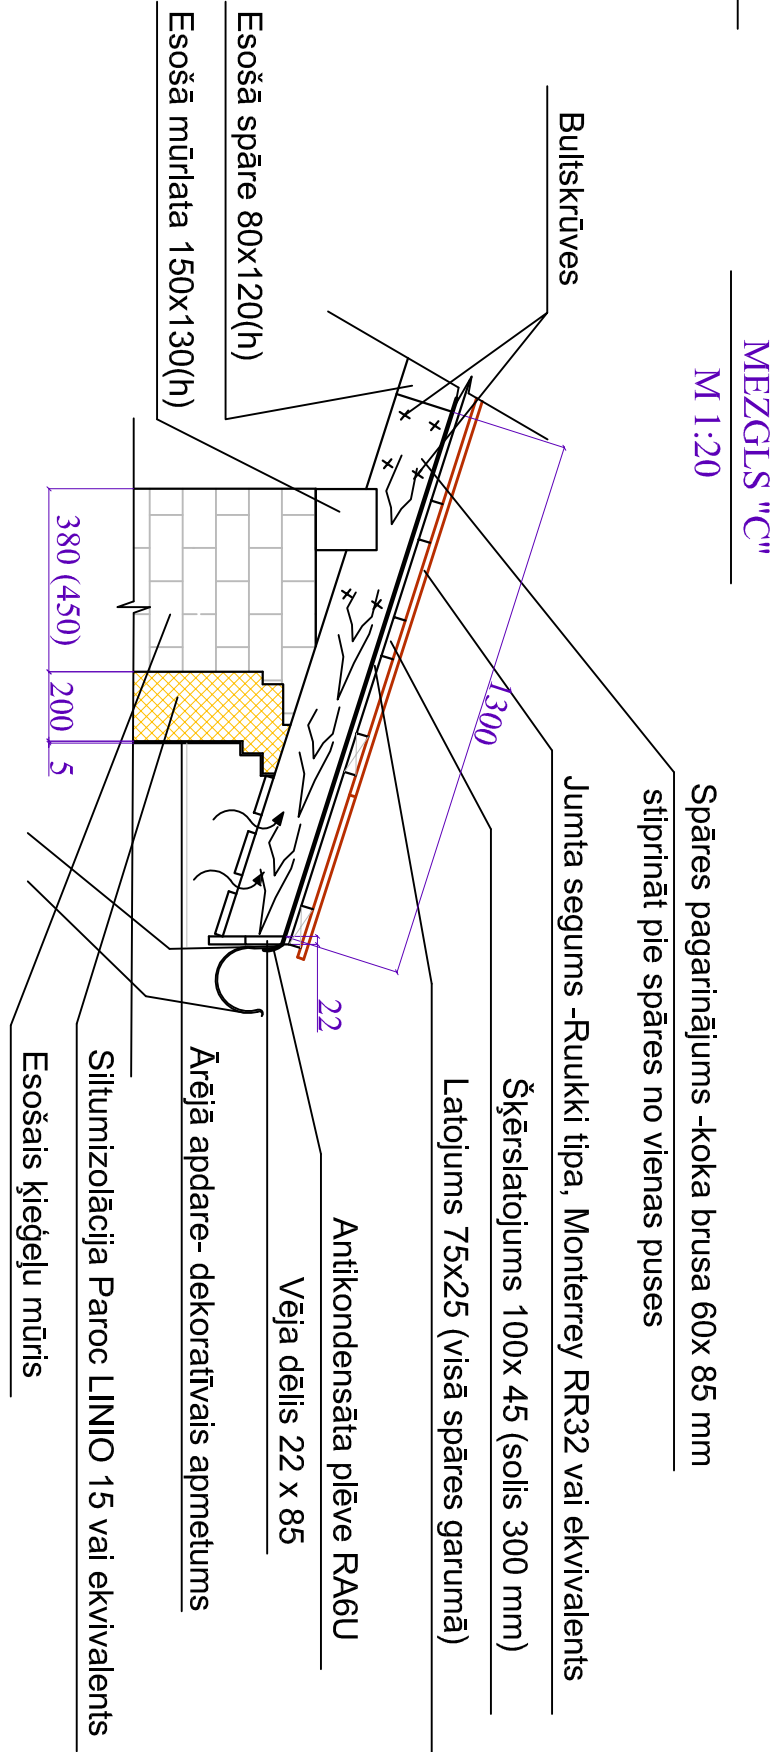 MEZGLS "C"
M 1:20
Spāres pagarinājums -koka brusa 60x 85 mm
stiprināt pie spāres no vienas puses
Bultskrūves
Jumta segums -Ruukki tipa, Monterrey RR32 vai ekvivalents
Šķērslatojums 100x 45 (solis 300 mm)
Latojums 75x25 (visā spāres garumā)
1300
22
Antikondensāta plēve RA6U
Vēja dēlis 22 x 85
Esošā spāre 80x120(h)
Esošā mūrlata 150x130(h)
Ārējā apdare- dekoratīvais apmetums
Siltumizolācija Paroc LINIO 15 vai ekvivalents
Esošais ķieģeļu mūris
380 (450)
200
5